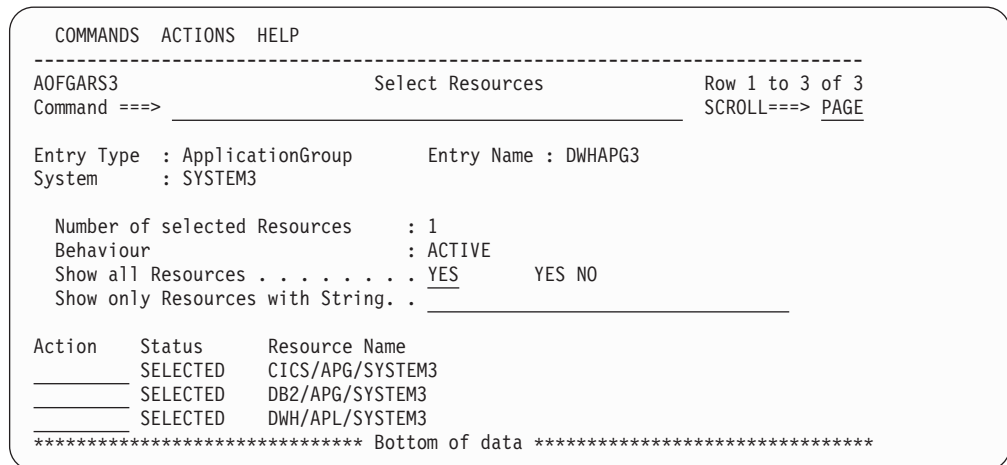 COMMANDS ACTIONS HELP
-------------------------------------------------------------------------------
AOFGARS3 Select Resources Row 1 to 3 of 3
Command ===> SCROLL===> PAGE
Entry Type : ApplicationGroup Entry Name : DWHAPG3
System : SYSTEM3
Number of selected Resources : 1
Behaviour : ACTIVE
Show all Resources . . . . . . . . YES YES NO
Show only Resources with String. .
Action Status Resource Name
SELECTED CICS/APG/SYSTEM3
SELECTED DB2/APG/SYSTEM3
SELECTED DWH/APL/SYSTEM3
******************************* Bottom of data ********************************